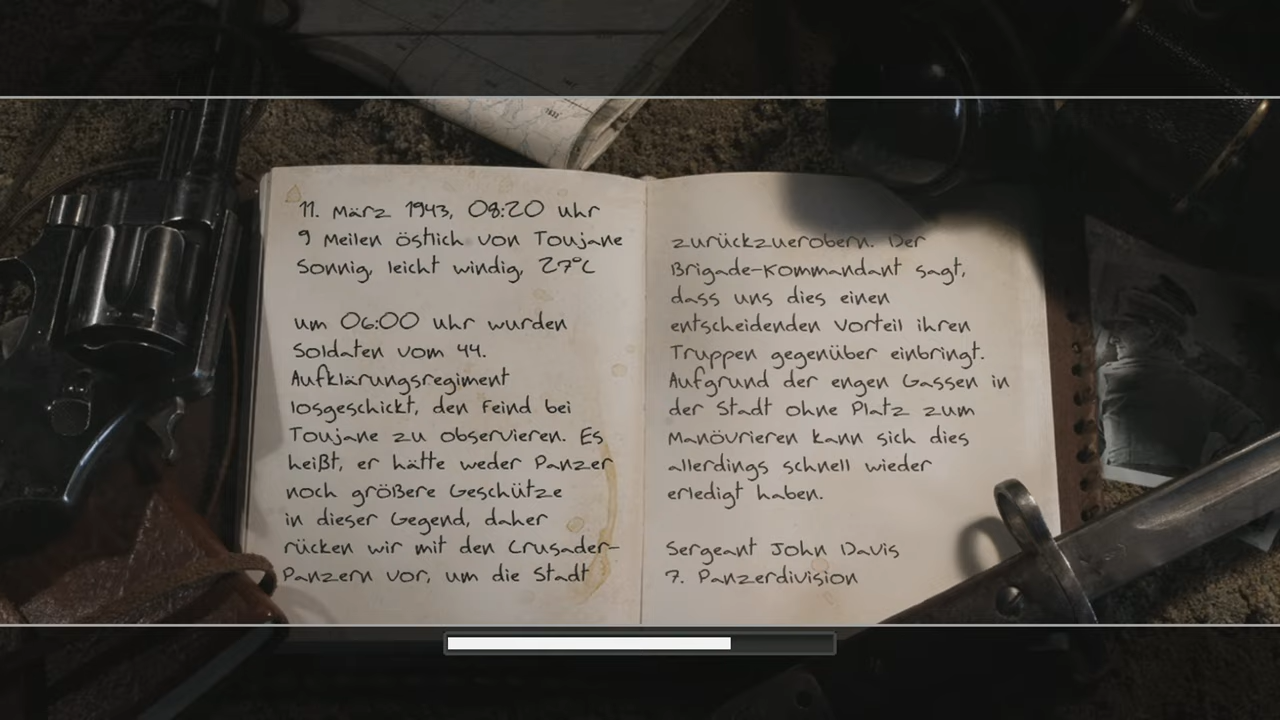 11. März 1943, 08:20 Uhr
9 Meilen östlich von Toujane
Sonnig, leicht windig, 27°C
um 06:00 Uhr wurden
Soldaten vom 44.
Aufklärungsregiment
losgeschickt, den Feind bei
Toujane zu observieren. Es
heißt, er hätte weder Panzer
noch größere Geschütze
in dieser Gegend, daher
rücken wir mit den Crusader-
Panzern vor, um die Stadt
zurückzuerobern. Der
Brigade-Kommandant sagt,
dass uns dies einen
entscheidenden Vorteil ihren
Truppen gegenüber einbringt.
Aufgrund der engen Gassen in
der Stadt ohne Platz zum
Manövrieren kann sich dies
allerdings schnell wieder
erledigt haben.
Sergeant John Davis
7. Panzerdivision